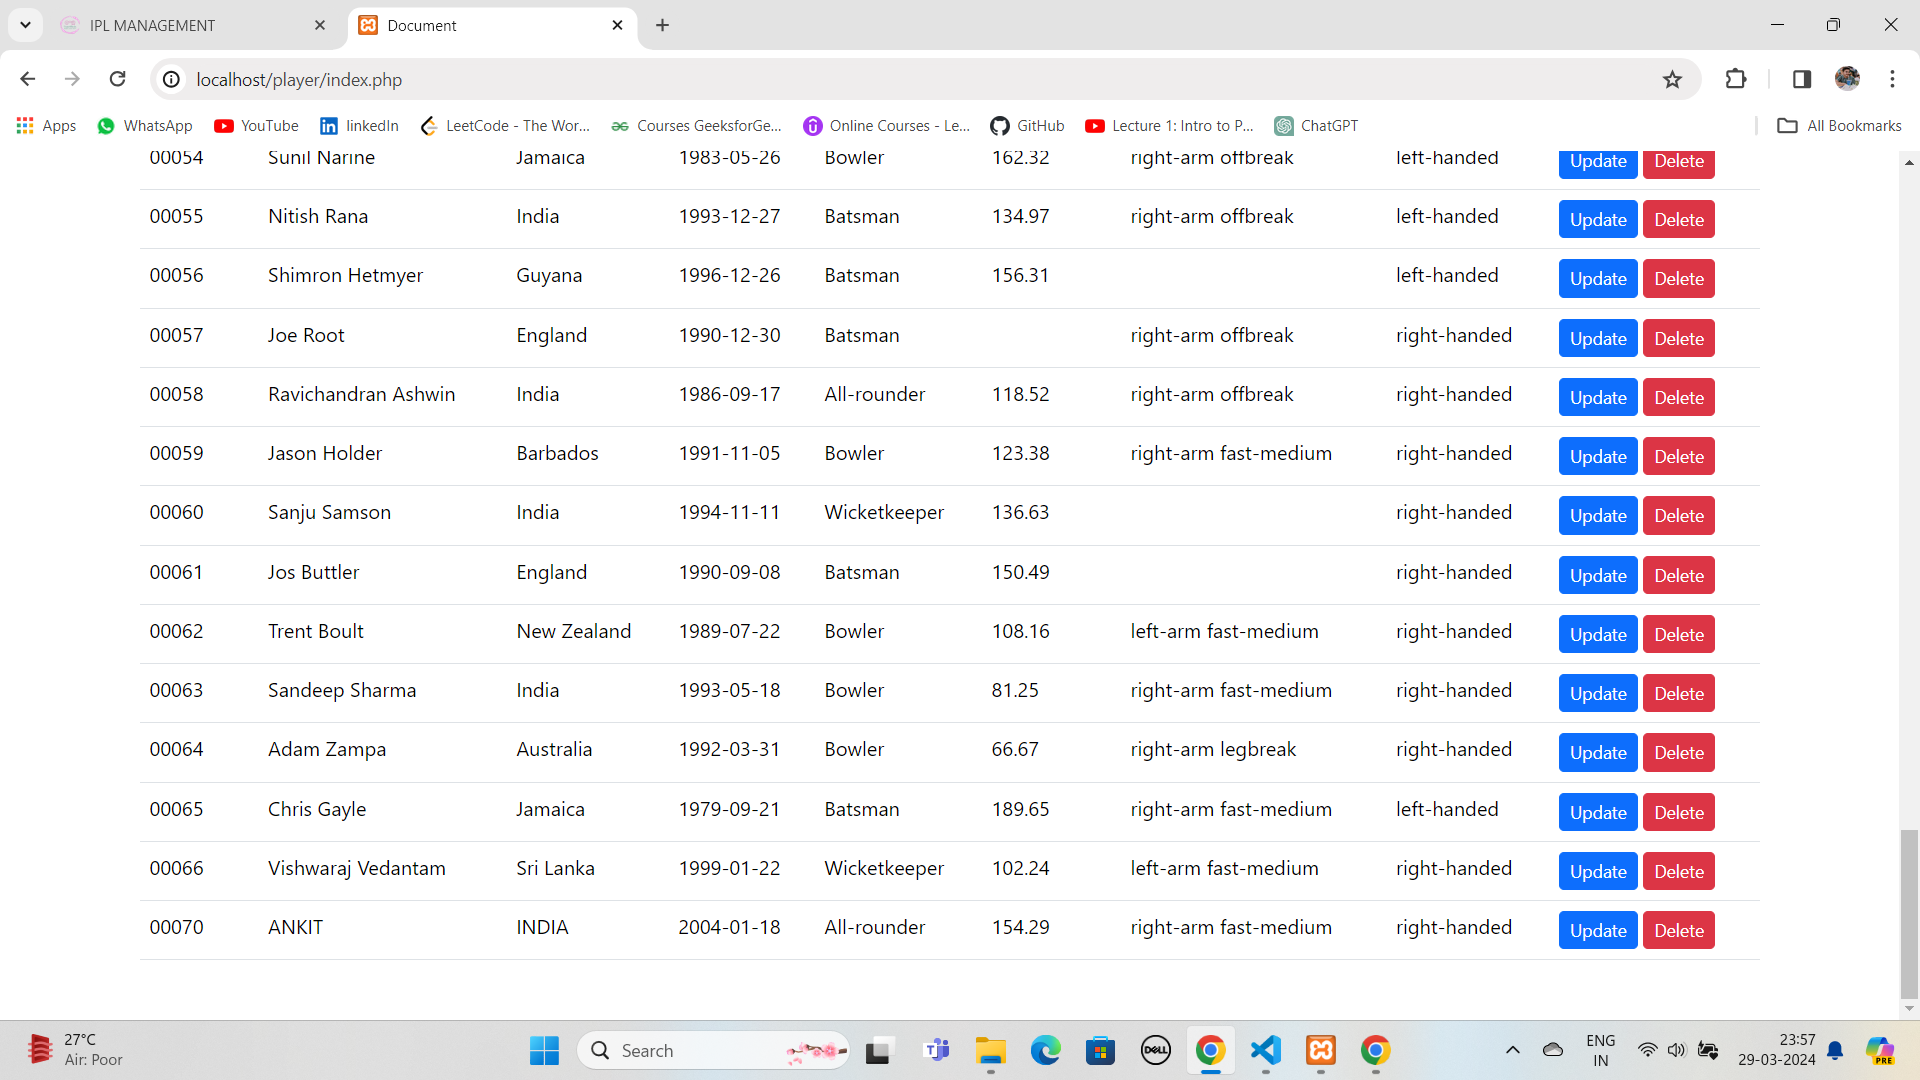 IPL MANAGEMENT
Document
localhost/player/index.php
Apps WhatsApp YouTube linkedIn LeetCode - The Wor... Courses GeeksforGe... Online Courses - Le... GitHub Lecture 1: Intro to P... ChatGPT All Bookmarks
00054 Sunil Narine Jamaica 1983-05-26 Bowler 162.32 right-arm offbreak left-handed Update Delete
00055 Nitish Rana India 1993-12-27 Batsman 134.97 right-arm offbreak left-handed Update Delete
00056 Shimron Hetmyer Guyana 1996-12-26 Batsman 156.31 left-handed Update Delete
00057 Joe Root England 1990-12-30 Batsman right-arm offbreak right-handed Update Delete
00058 Ravichandran Ashwin India 1986-09-17 All-rounder 118.52 right-arm offbreak right-handed Update Delete
00059 Jason Holder Barbados 1991-11-05 Bowler 123.38 right-arm fast-medium right-handed Update Delete
00060 Sanju Samson India 1994-11-11 Wicketkeeper 136.63 right-handed Update Delete
00061 Jos Buttler England 1990-09-08 Batsman 150.49 right-handed Update Delete
00062 Trent Boult New Zealand 1989-07-22 Bowler 108.16 left-arm fast-medium right-handed Update Delete
00063 Sandeep Sharma India 1993-05-18 Bowler 81.25 right-arm fast-medium right-handed Update Delete
00064 Adam Zampa Australia 1992-03-31 Bowler 66.67 right-arm legbreak right-handed Update Delete
00065 Chris Gayle Jamaica 1979-09-21 Batsman 189.65 right-arm fast-medium left-handed Update Delete
00066 Vishwaraj Vedantam Sri Lanka 1999-01-22 Wicketkeeper 102.24 left-arm fast-medium right-handed Update Delete
00070 ANKIT INDIA 2004-01-18 All-rounder 154.29 right-arm fast-medium right-handed Update Delete
27°C
Air: Poor
Search
DELL
ENG
IN
23:57
29-03-2024
PRE